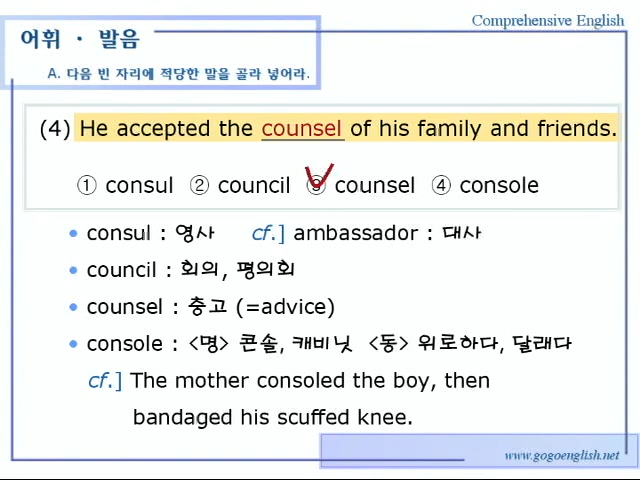 Comprehensive English
어휘 · 발음
A. 다음 빈 자리에 적당한 말을 골라 넣어라.
(4) He accepted the counsel of his family and friends.
① consul ② council ③ counsel ④ console
• consul : 영사 cf.] ambassador : 대사
• council : 회의, 평의회
• counsel : 충고 (=advice)
• console : <명> 콘솔, 캐비닛 <동> 위로하다, 달래다
cf.] The mother consoled the boy, then
bandaged his scuffed knee.
www.gogoenglish.net